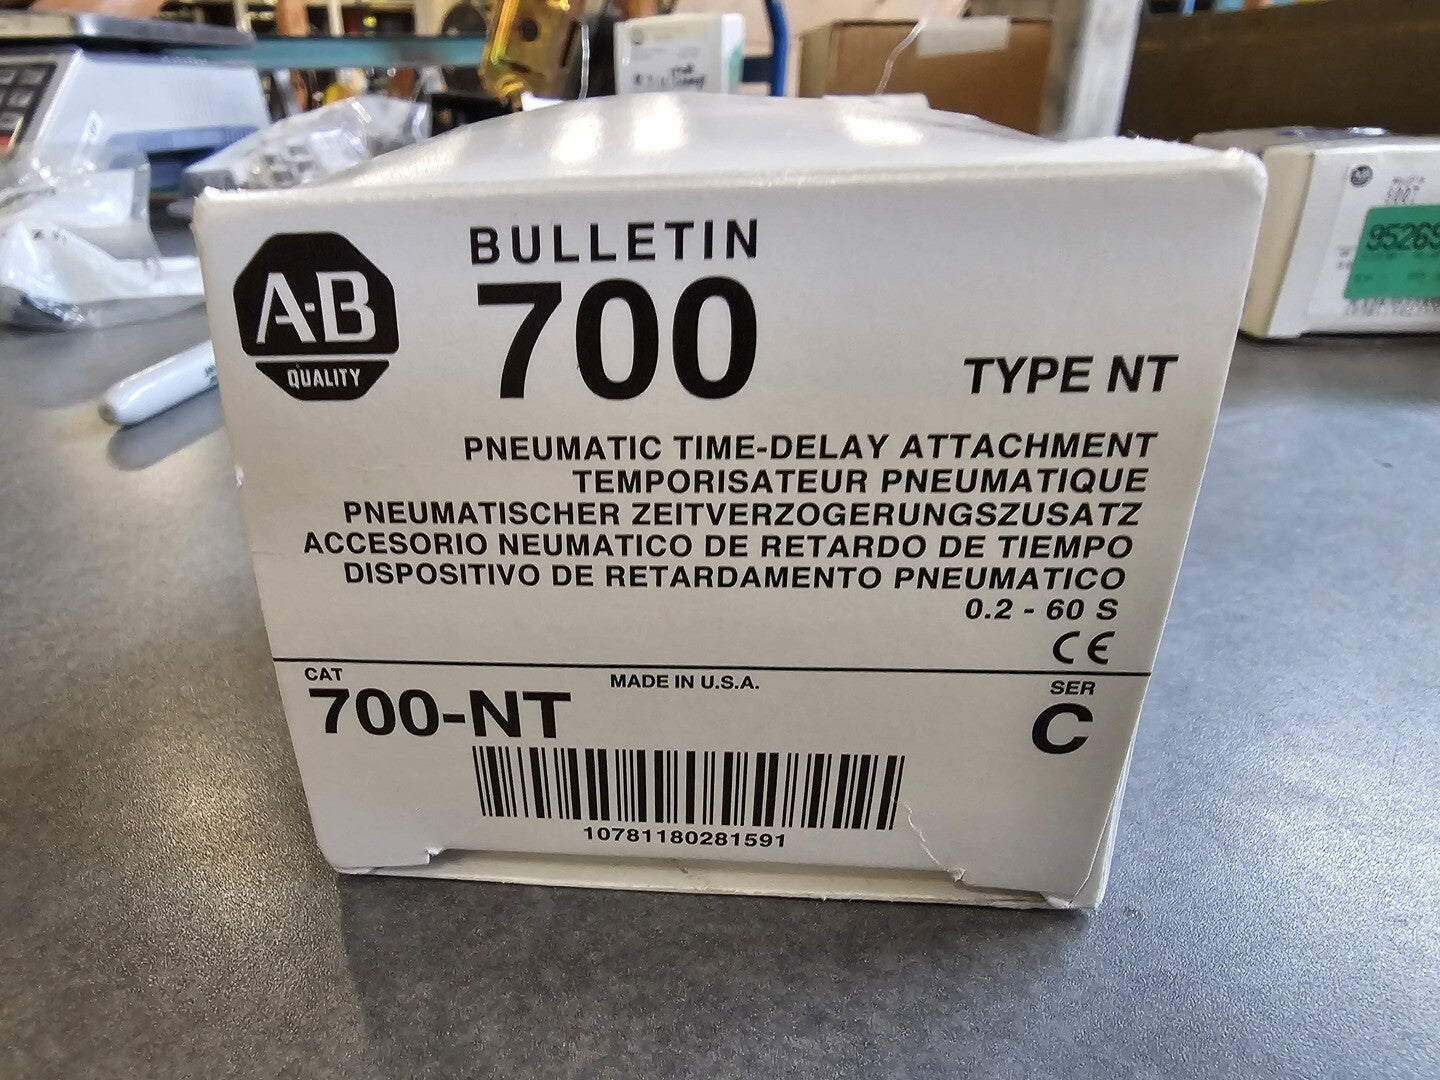 A-B
QUALITY
BULLETIN
700
TYPE NT
PNEUMATIC TIME-DELAY ATTACHMENT
TEMPORISATEUR PNEUMATIQUE
PNEUMATISCHER ZEITVERZOGERUNGSZUSATZ
ACCESORIO NEUMATICO DE RETARDO DE TIEMPO
DISPOSITIVO DE RETARDAMENTO PNEUMATICO
0.2 - 60 S
CE
CAT
700-NT
MADE IN U.S.A.
SER
C
10781180281591
95269